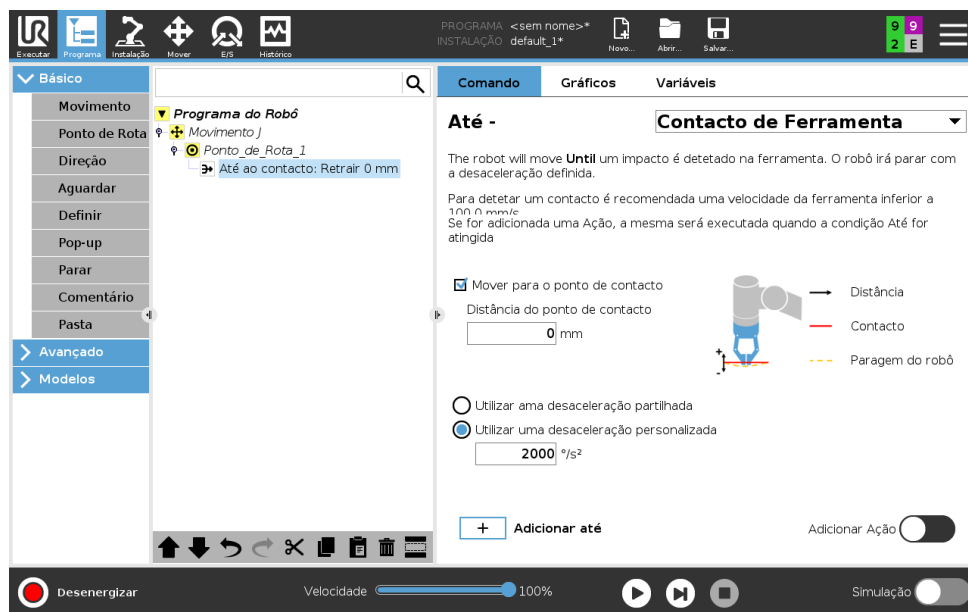 Executar
Programa
Instalação
Mover
E/S
Histórico
PROGRAMA <sem nome>*
INSTALAÇÃO default_1*
Novo...
Abrir...
Salvar...
9 9
2 E
Básico
Movimento
Ponto de Rota
Direção
Aguardar
Definir
Pop-up
Parar
Comentário
Pasta
Avançado
Modelos
Programa do Robô
Movimento J
Ponto_de_Rota_1
Até ao contacto: Retrair 0 mm
Comando
Gráficos
Variáveis
Até -
Contacto de Ferramenta
The robot will move Until um impacto é detetado na ferramenta. O robô irá parar com
a desaceleração definida.
Para detetar um contacto é recomendada uma velocidade da ferramenta inferior a
100.0 mm/s
Se for adicionada uma Ação, a mesma será executada quando a condição Até for
atingida
Mover para o ponto de contacto
Distância do ponto de contacto
0 mm
Distância
Contacto
Paragem do robô
Utilizar ama desaceleração partilhada
Utilizar uma desaceleração personalizada
2000 °/s²
+ Adicionar até
Adicionar Ação
Desenergizar
Velocidade
100%
Simulação